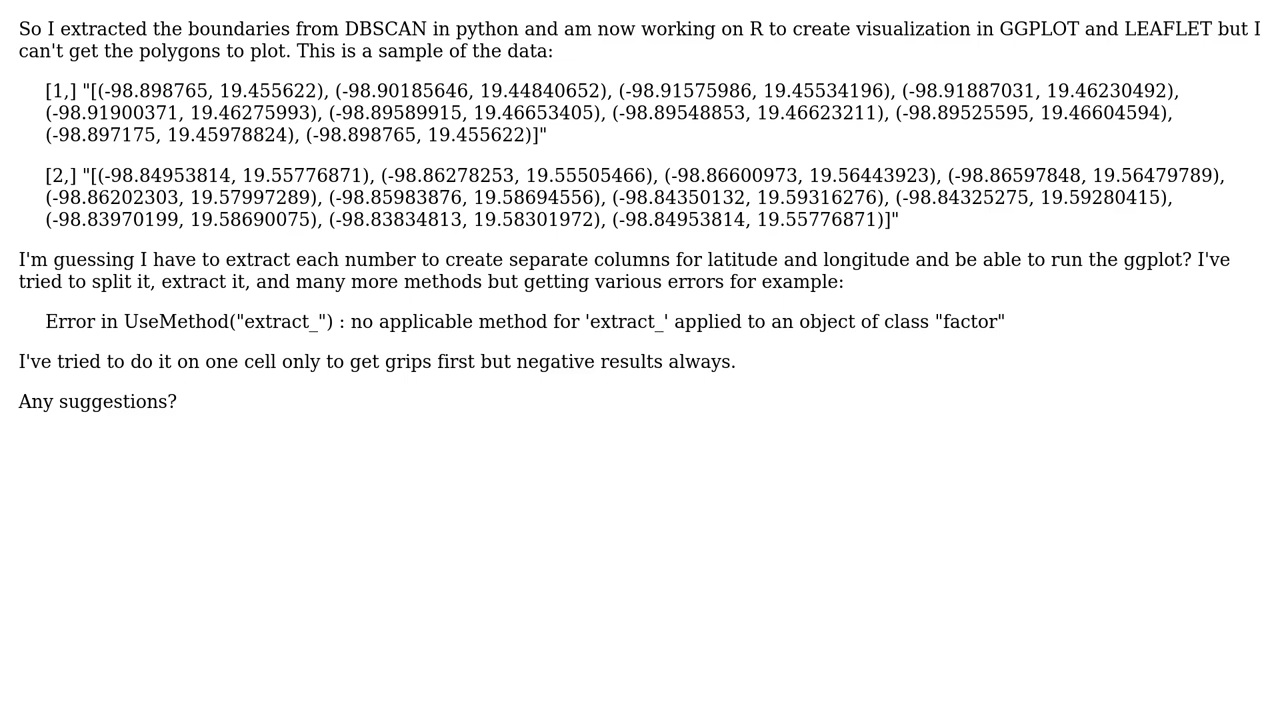 So I extracted the boundaries from DBSCAN in python and am now working on R to create visualization in GGPLOT and LEAFLET but I
can't get the polygons to plot. This is a sample of the data:
[1,] "[(-98.898765, 19.455622), (-98.90185646, 19.44840652), (-98.91575986, 19.45534196), (-98.91887031, 19.46230492),
(-98.91900371, 19.46275993), (-98.89589915, 19.46653405), (-98.89548853, 19.46623211), (-98.89525595, 19.46604594),
(-98.897175, 19.45978824), (-98.898765, 19.455622)]"
[2,] "[(-98.84953814, 19.55776871), (-98.86278253, 19.55505466), (-98.86600973, 19.56443923), (-98.86597848, 19.56479789),
(-98.86202303, 19.57997289), (-98.85983876, 19.58694556), (-98.84350132, 19.59316276), (-98.84325275, 19.59280415),
(-98.83970199, 19.58690075), (-98.83834813, 19.58301972), (-98.84953814, 19.55776871)]"
I'm guessing I have to extract each number to create separate columns for latitude and longitude and be able to run the ggplot? I've
tried to split it, extract it, and many more methods but getting various errors for example:
Error in UseMethod("extract_") : no applicable method for 'extract_' applied to an object of class "factor"
I've tried to do it on one cell only to get grips first but negative results always.
Any suggestions?